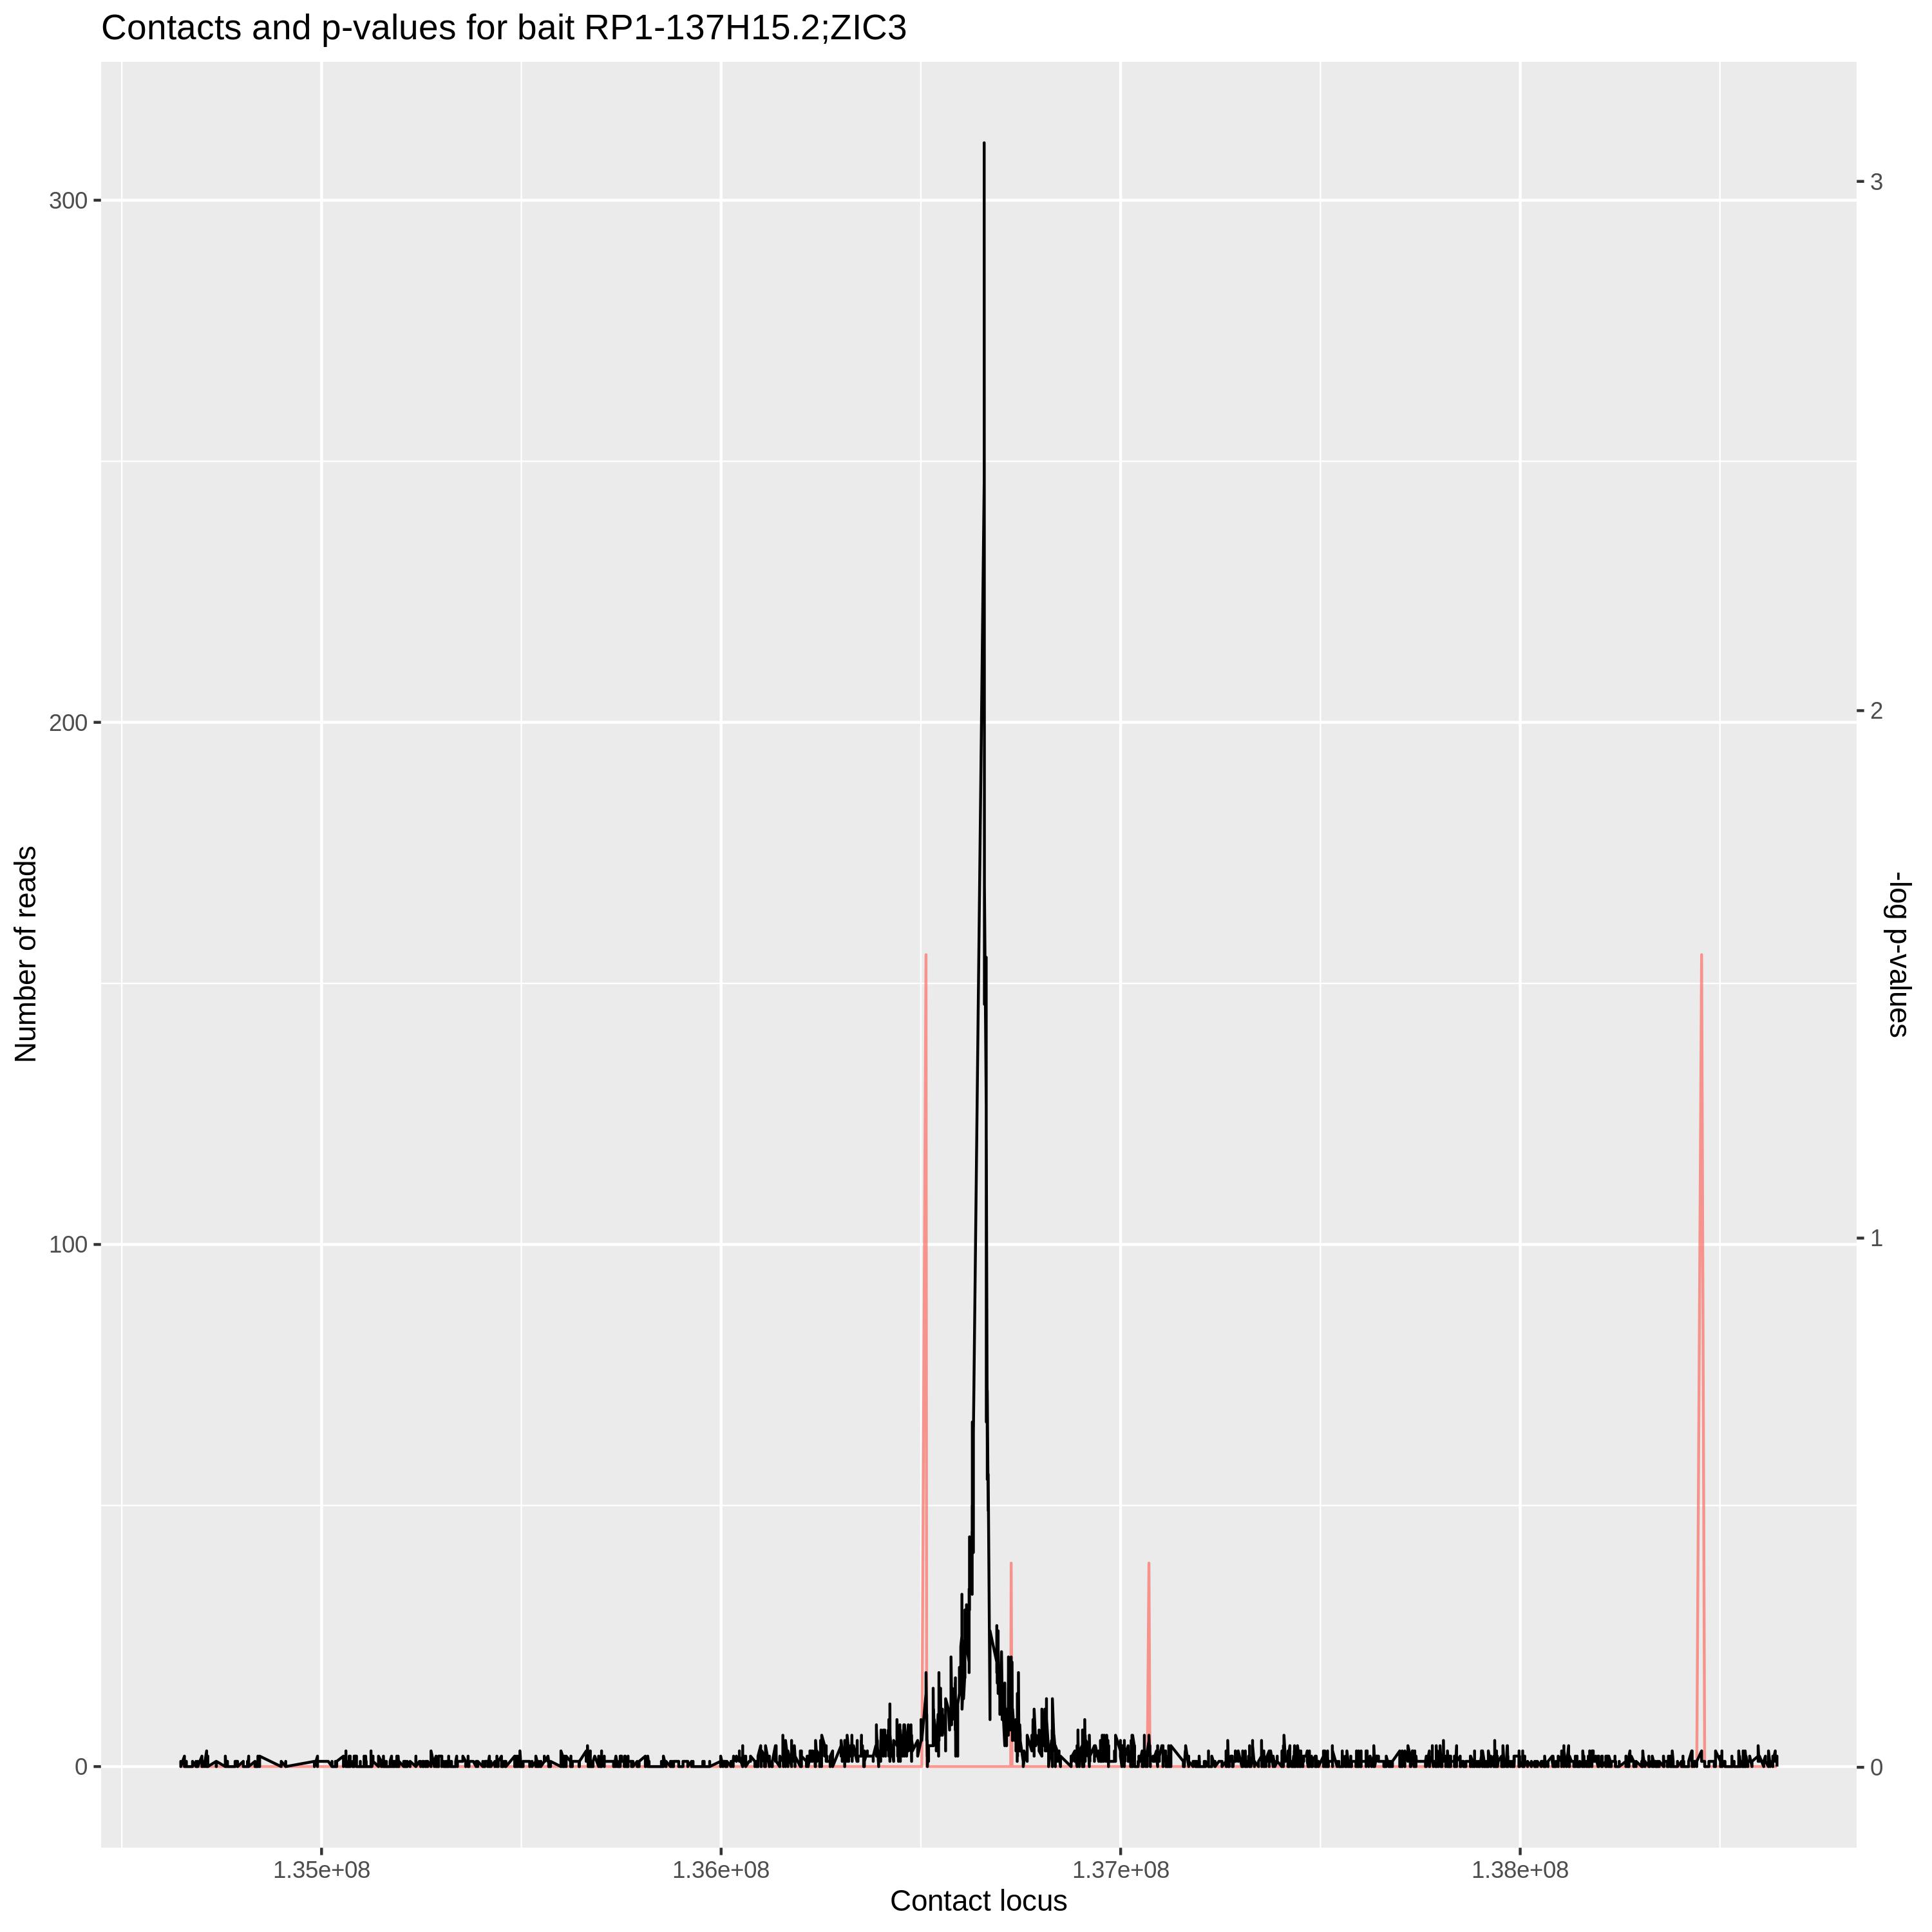 Contacts and p-values for bait RP1-137H15.2;ZIC3
300
200
100
0
Number of reads
3
2
1
0
-log p-values
1.35e+08
1.36e+08
1.37e+08
1.38e+08
Contact locus